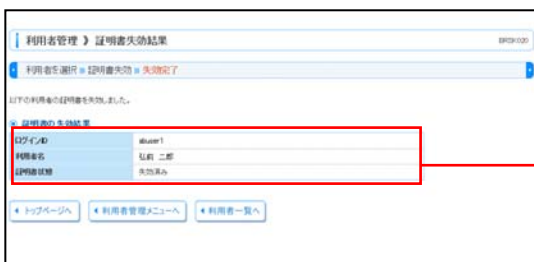 利用者管理 》 証明書失効結果
BRSK020
利用者を選択 » 証明書失効 » 失効完了
以下の利用者の証明書を失効しました。
証明書の失効結果
ログインID abuser1
利用者名 弘前 二郎
証明書状態 失効済み
トップページへ 利用者管理メニューへ 利用者一覧へ